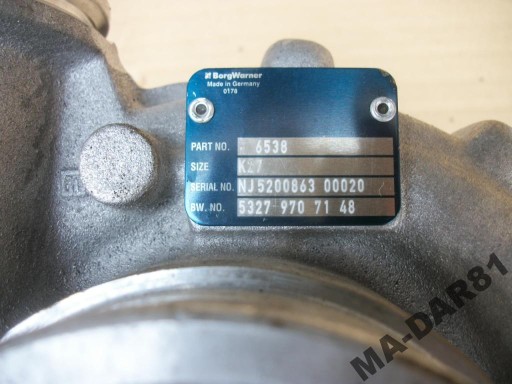 BorgWarner
Made in Germany
0178
PART NO. - 6538
SIZE K27
SERIAL NO. NJ5200863 00020
BW. NO. 5327 970 71 48
MA-DAR81